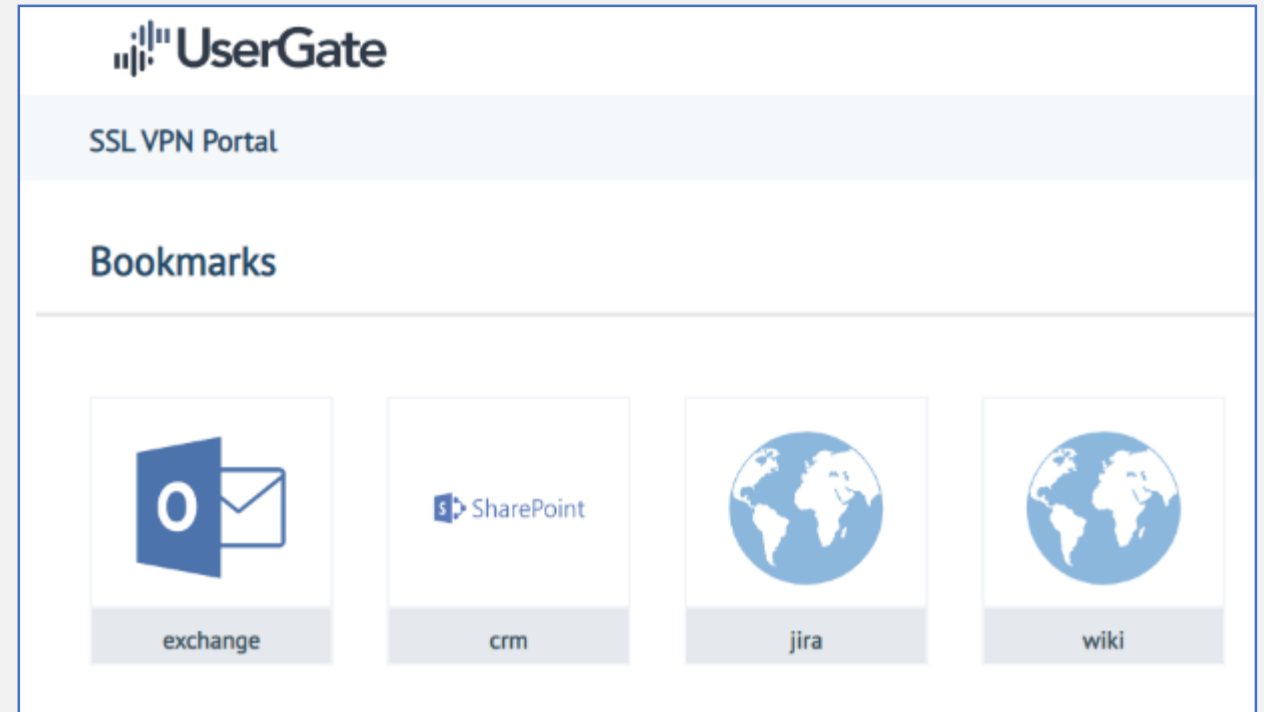 UserGate
SSL VPN Portal
Bookmarks
O
S SharePoint
exchange
crm
jira
wiki